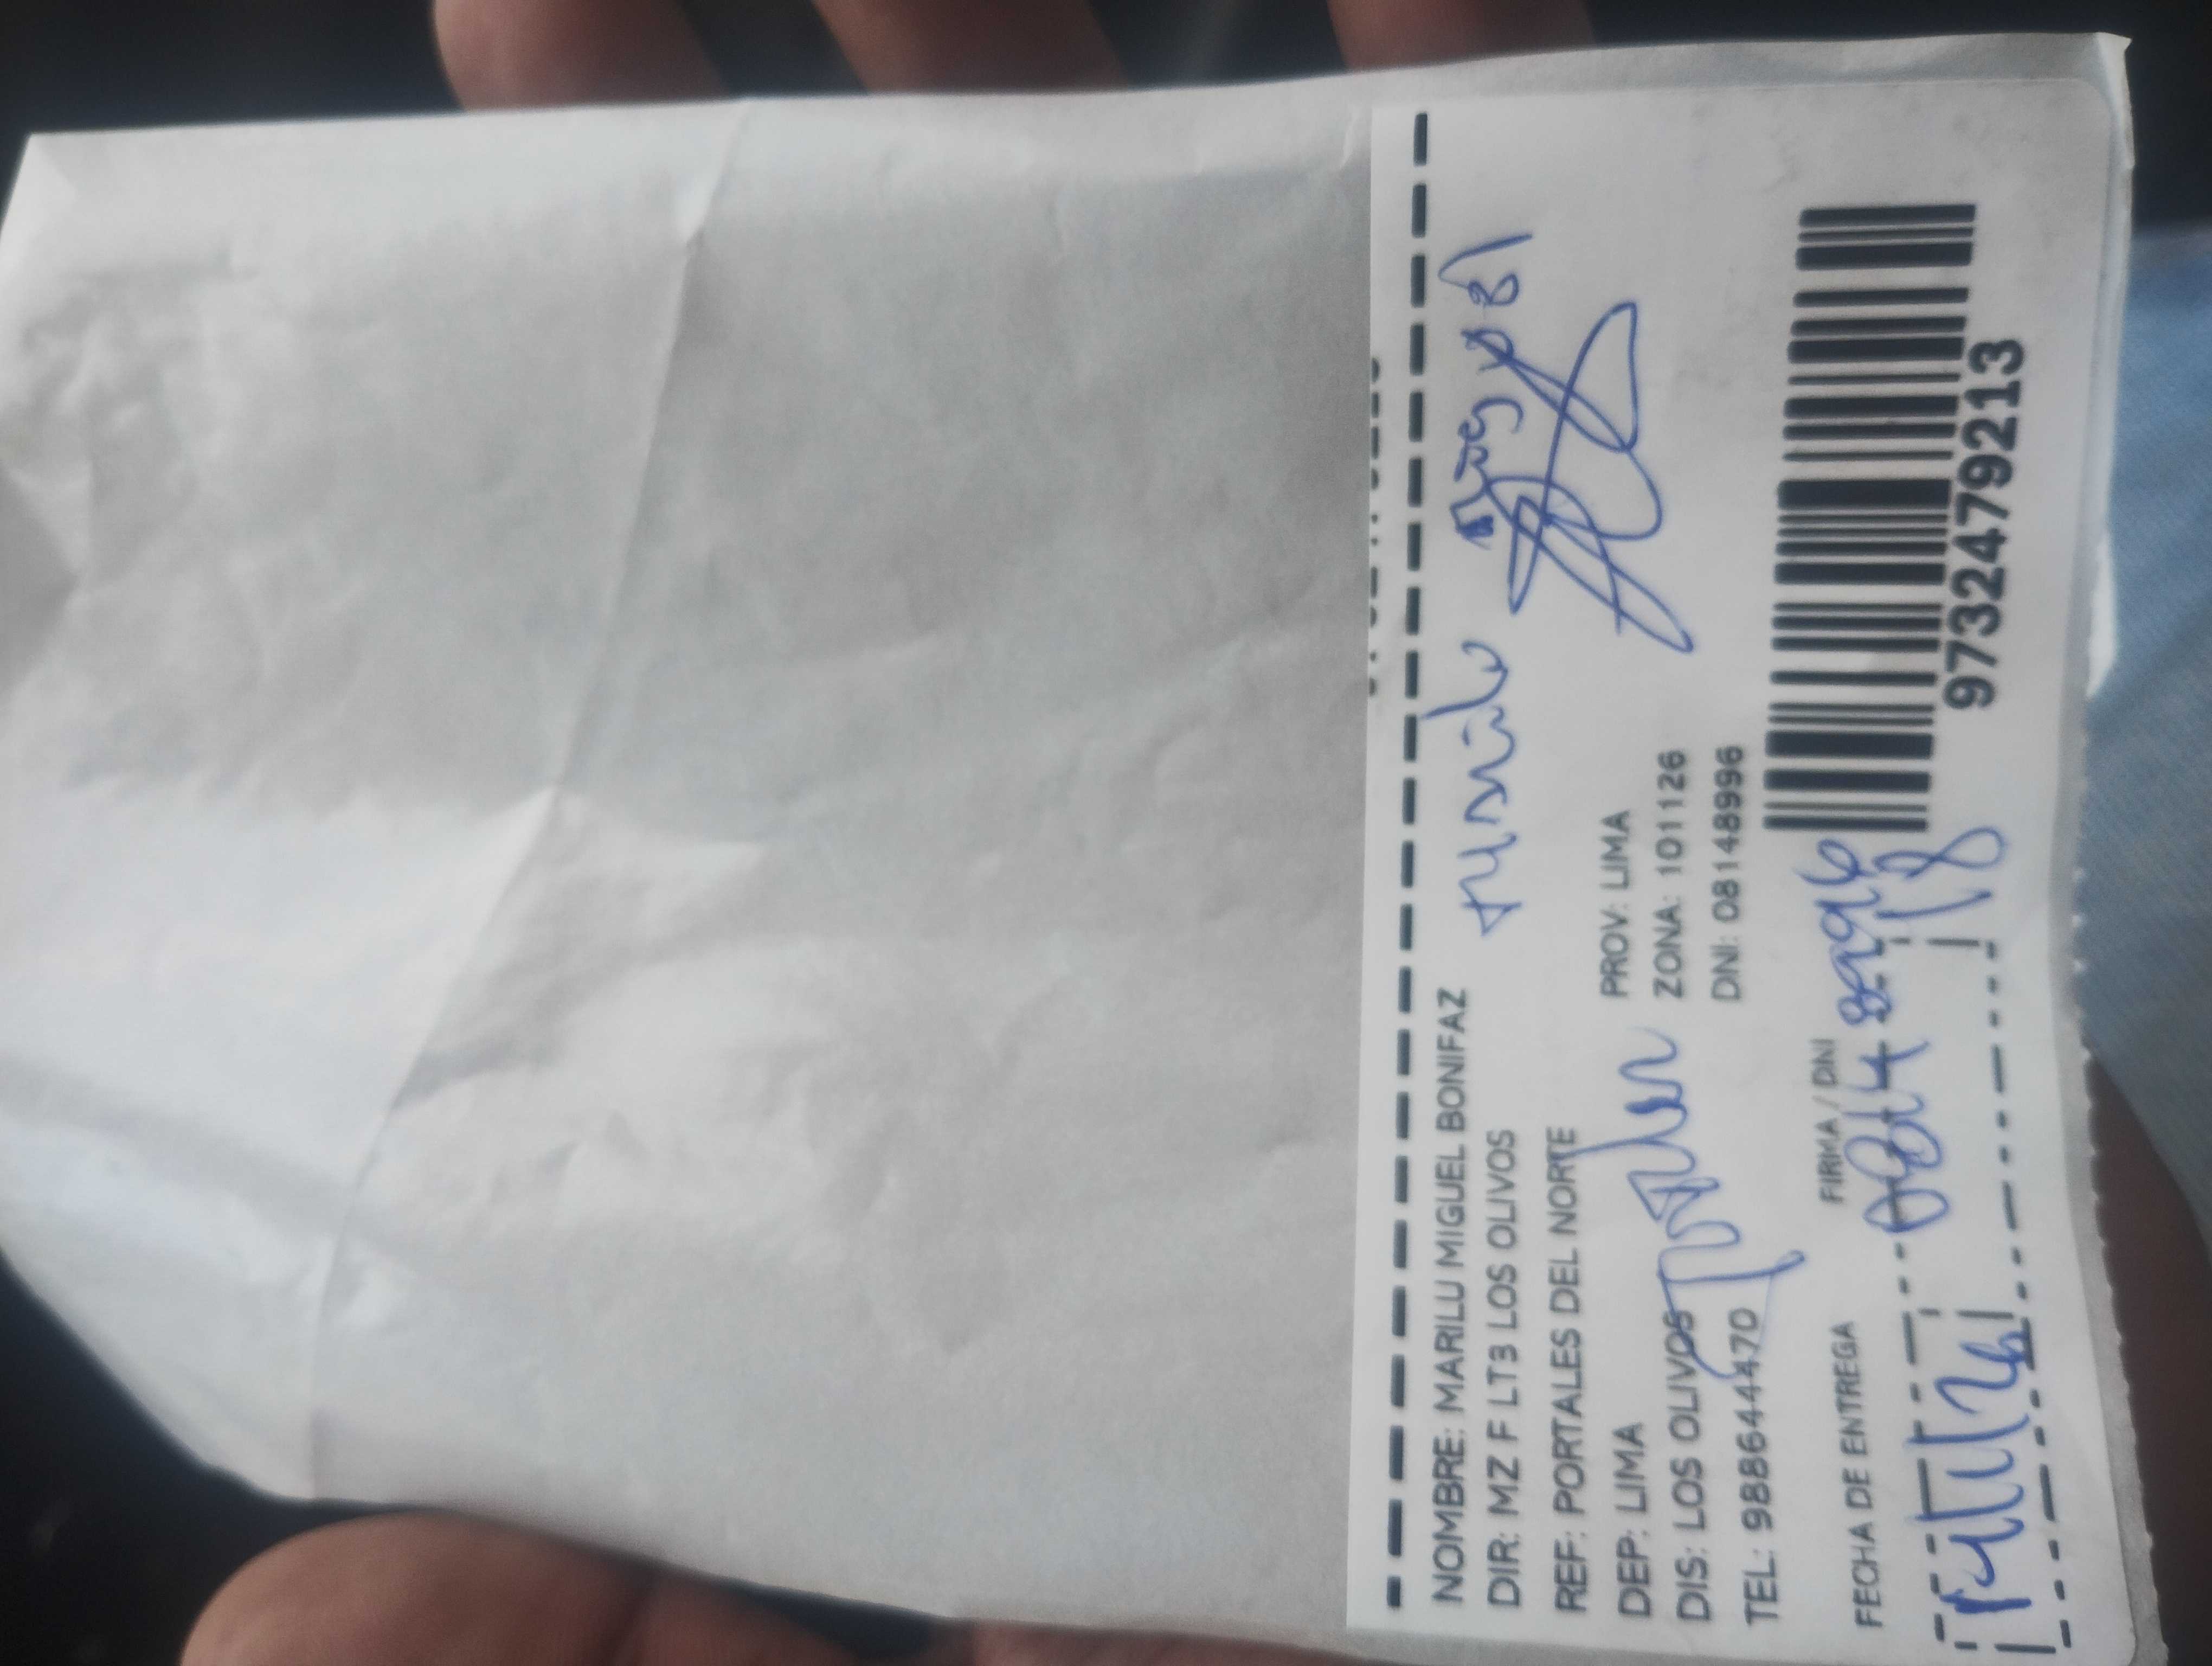 NOMBRE: MARILU MIGUEL BONIFAZ
DIR: MZ F LT3 LOS OLIVOS
REF: PORTALES DEL NORTE
DEP: LIMA PROV: LIMA
DIS: LOS OLIVOS ZONA: 101126
TEL: 988644470 DNI: 08148996
FECHA DE ENTREGA FIRMA / DNI
08148996
9732479213